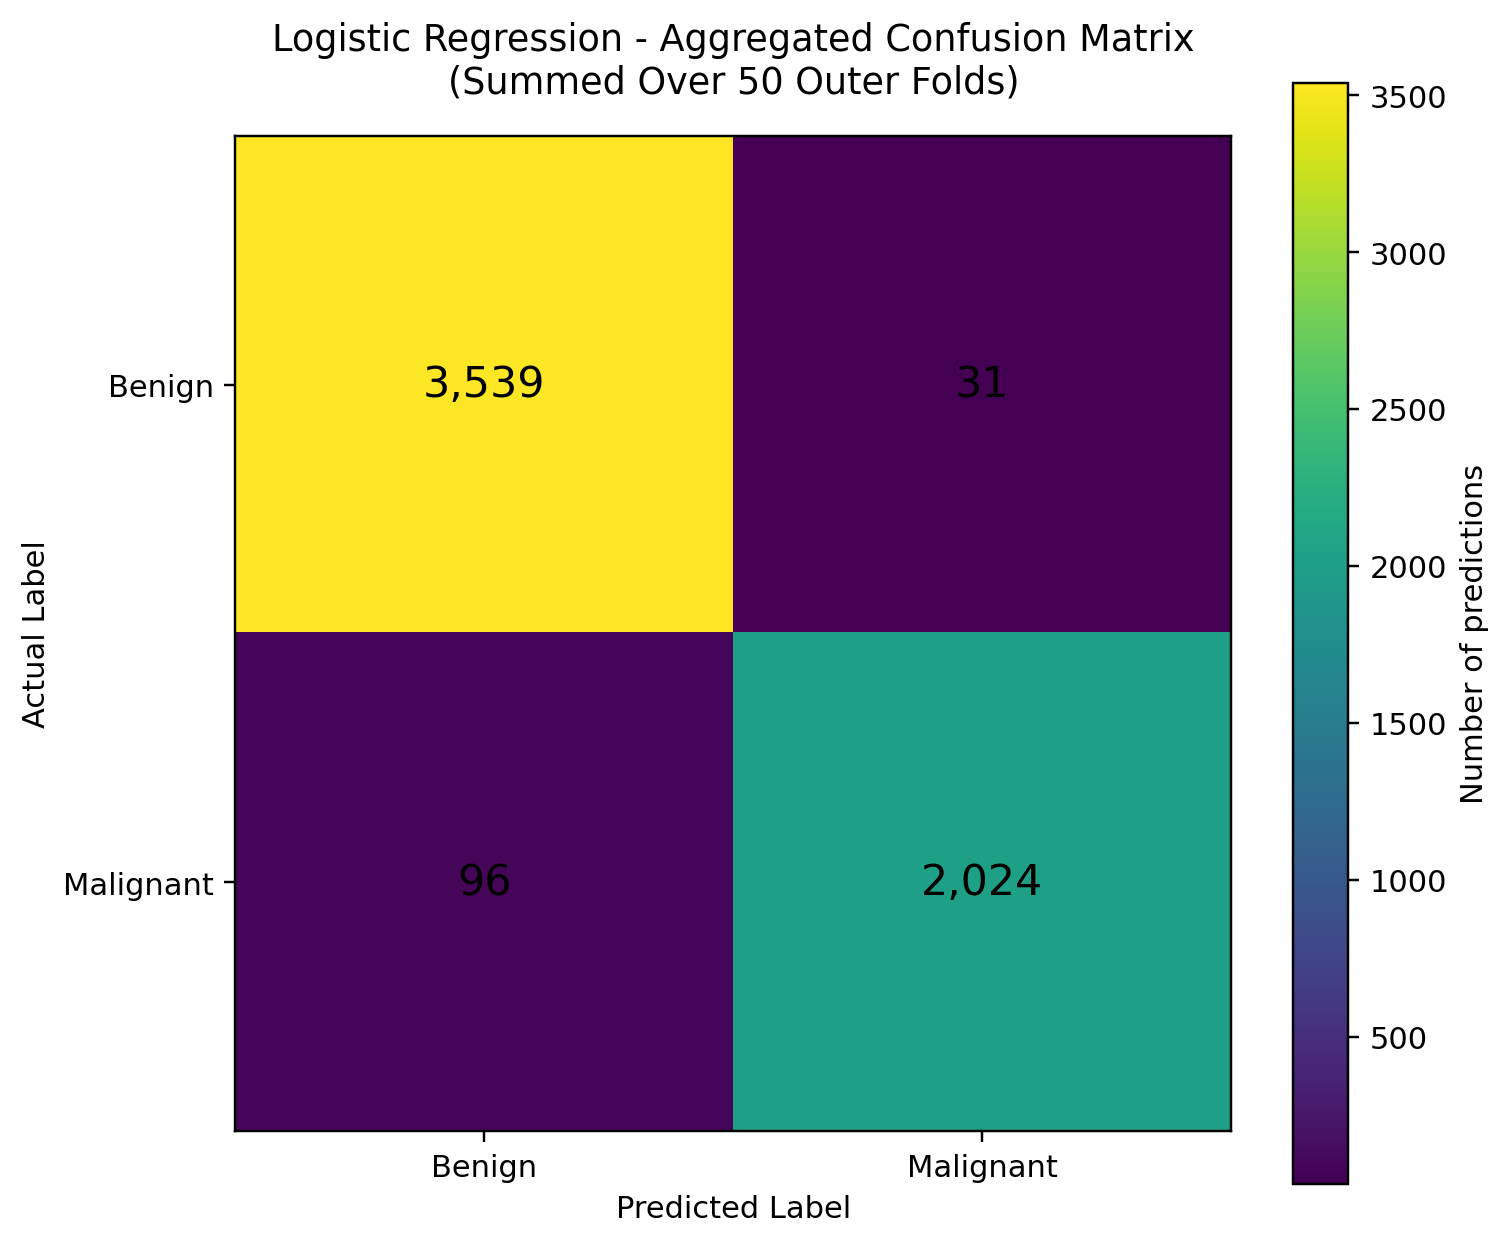 Logistic Regression - Aggregated Confusion Matrix
(Summed Over 50 Outer Folds)
Actual Label
Benign
Malignant
3,539
31
96
2,024
Benign
Malignant
Predicted Label
3500
3000
2500
2000
1500
1000
500
Number of predictions